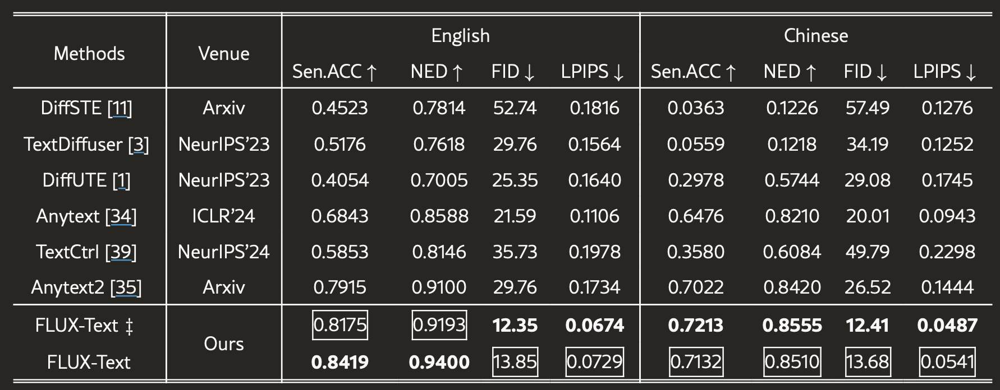 Methods Venue English Chinese
Sen.ACC ↑ NED ↑ FID ↓ LPIPS ↓ Sen.ACC ↑ NED ↑ FID ↓ LPIPS ↓
DiffSTE [11] Arxiv 0.4523 0.7814 52.74 0.1816 0.0363 0.1226 57.49 0.1276
TextDiffuser [3] NeurIPS’23 0.5176 0.7618 29.76 0.1564 0.0559 0.1218 34.19 0.1252
DiffUTE [1] NeurIPS’23 0.4054 0.7005 25.35 0.1640 0.2978 0.5744 29.08 0.1745
Anytext [34] ICLR’24 0.6843 0.8588 21.59 0.1106 0.6476 0.8210 20.01 0.0943
TextCtrl [39] NeurIPS’24 0.5853 0.8146 35.73 0.1978 0.3580 0.6084 49.79 0.2298
Anytext2 [35] Arxiv 0.7915 0.9100 29.76 0.1734 0.7022 0.8420 26.52 0.1444
FLUX-Text ‡ Ours 0.8175 0.9193 12.35 0.0674 0.7213 0.8555 12.41 0.0487
FLUX-Text 0.8419 0.9400 13.85 0.0729 0.7132 0.8510 13.68 0.0541